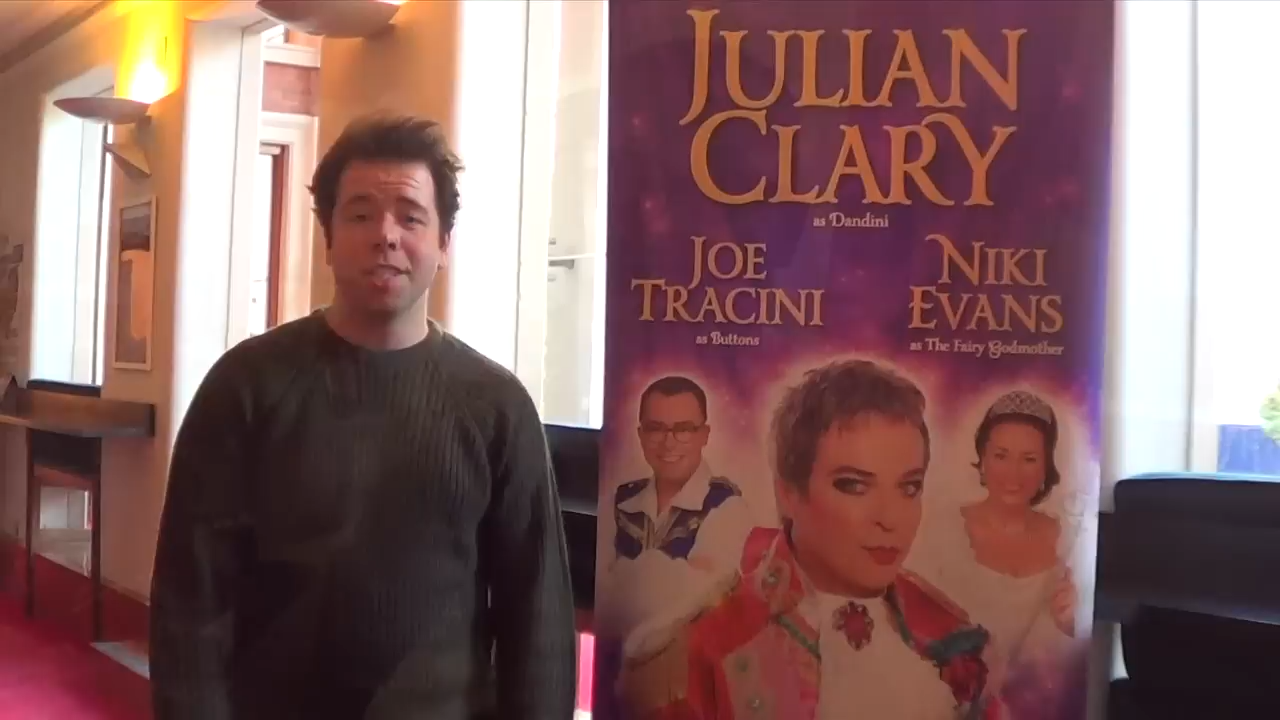 JULIAN
CLARY
as Dandini
JOE
TRACINI
as Buttons
NIKI
EVANS
as The Fairy Godmother